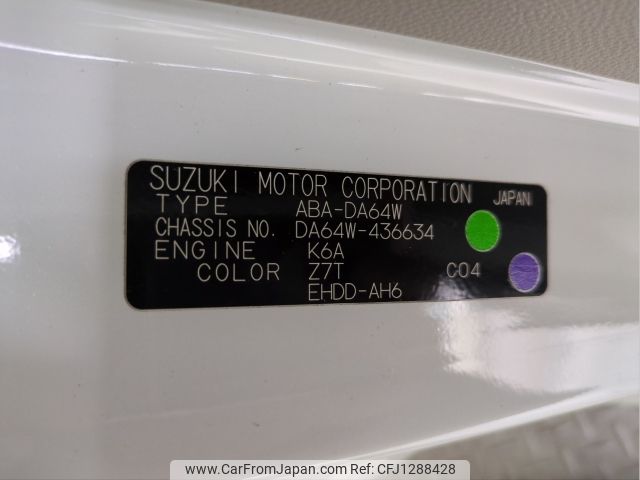 SUZUKI MOTOR CORPORATION JAPAN
TYPE ABA-DA64W
CHASSIS NO. DA64W-436634
ENGINE K6A
COLOR Z7T C04
EHDD-AH6
www.CarFromJapan.com | CFJ1288428